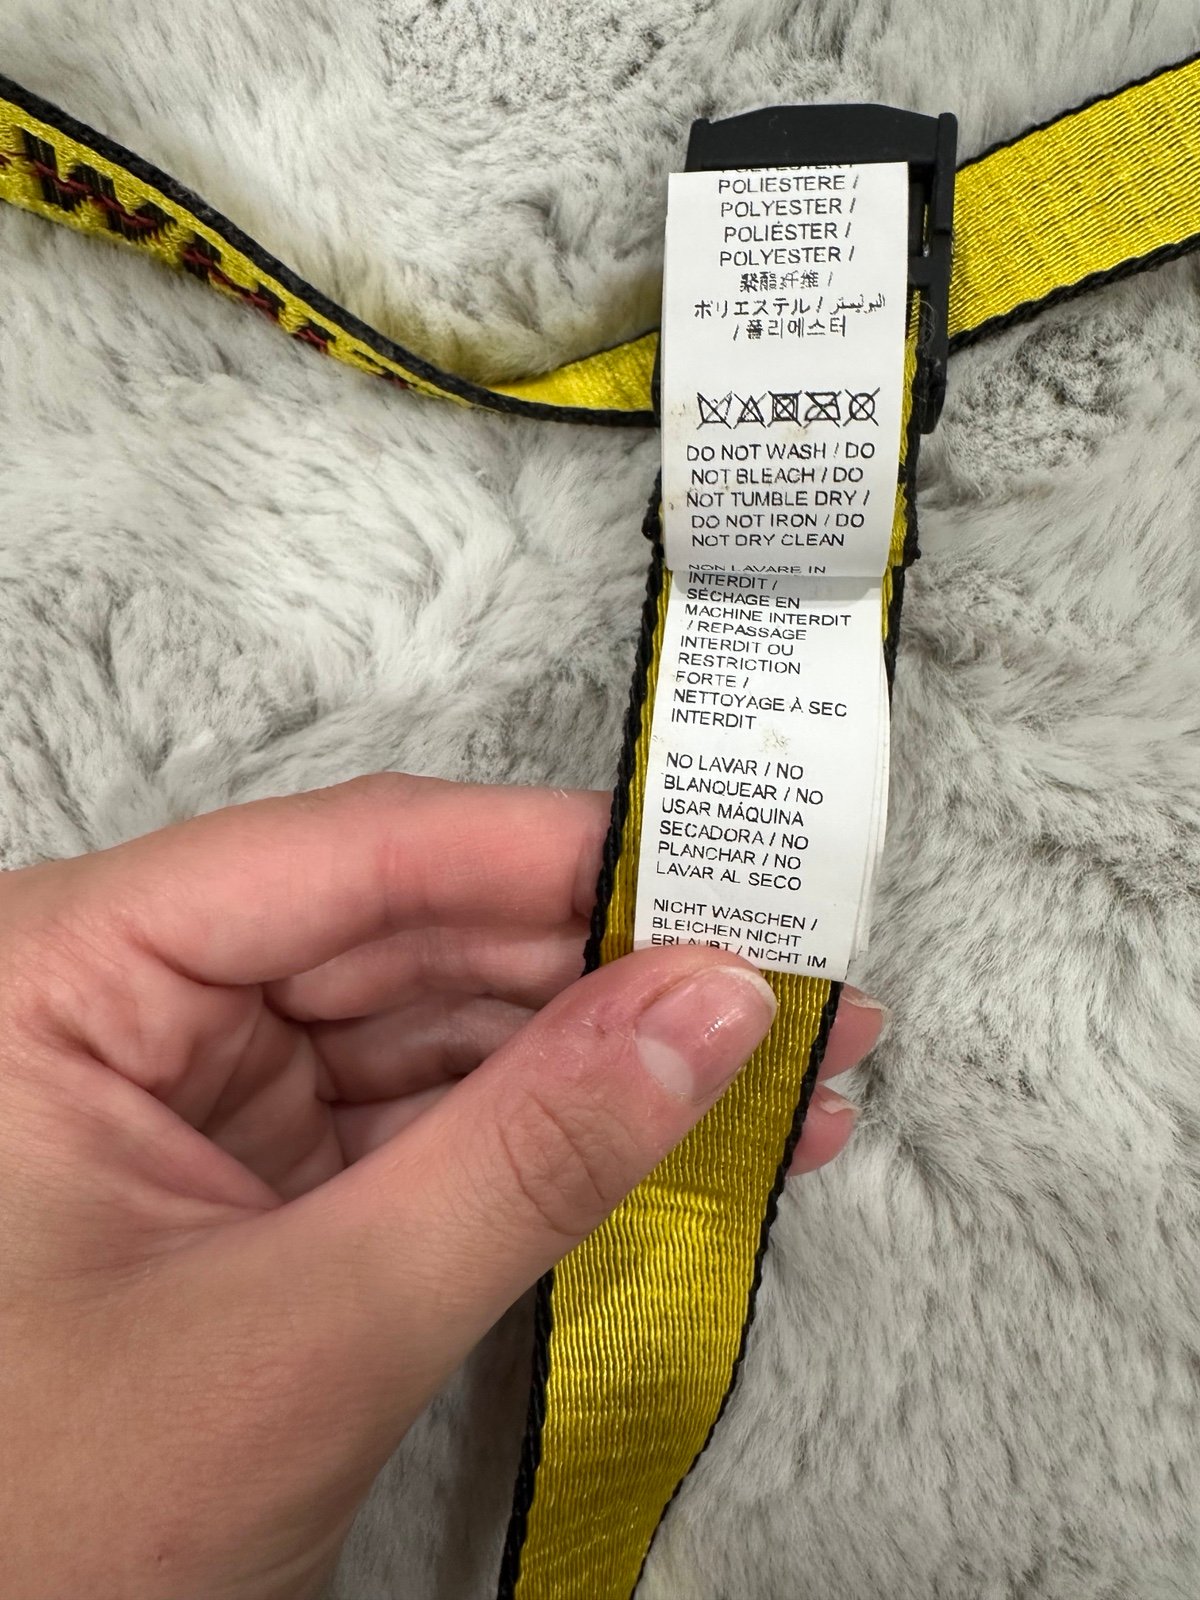 POLIESTERE /
POLYESTER /
POLIÉSTER /
POLYESTER /
聚酯纤维 /
ポリエステル / البوليستر
/ 폴리에스터
DO NOT WASH / DO
NOT BLEACH / DO
NOT TUMBLE DRY /
DO NOT IRON / DO
NOT DRY CLEAN
NON LAVARE IN
INTERDIT /
SÉCHAGE EN
MACHINE INTERDIT
/ REPASSAGE
INTERDIT OU
RESTRICTION
FORTE /
NETTOYAGE À SEC
INTERDIT
NO LAVAR / NO
BLANQUEAR / NO
USAR MÁQUINA
SECADORA / NO
PLANCHAR / NO
LAVAR AL SECO
NICHT WASCHEN /
BLEICHEN NICHT
ERLAUBT / NICHT IM